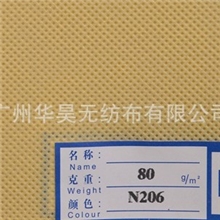 广州华昊无纺布有限公司
名称:
Name
克重: 80 g/m²
Weight
颜色: N206
Colour